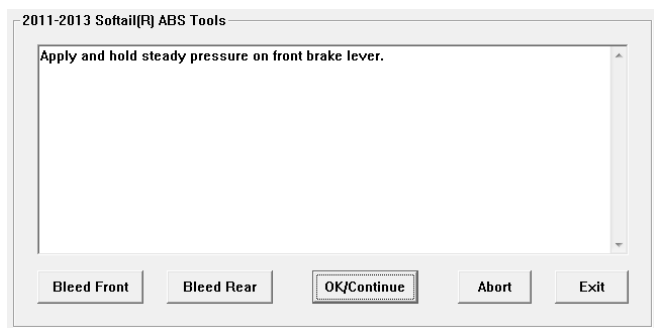 2011-2013 Softail(R) ABS Tools
Apply and hold steady pressure on front brake lever.
Bleed Front Bleed Rear OK/Continue Abort Exit